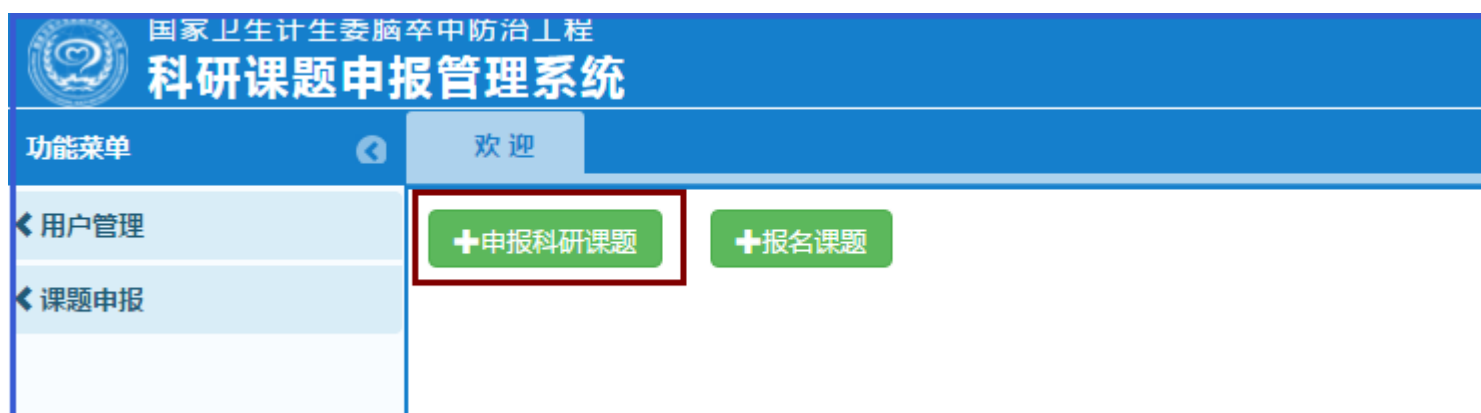 国家卫生计生委脑卒中防治工程
科研课题申报管理系统
功能菜单
欢迎
用户管理
申报科研课题
报名课题
课题申报